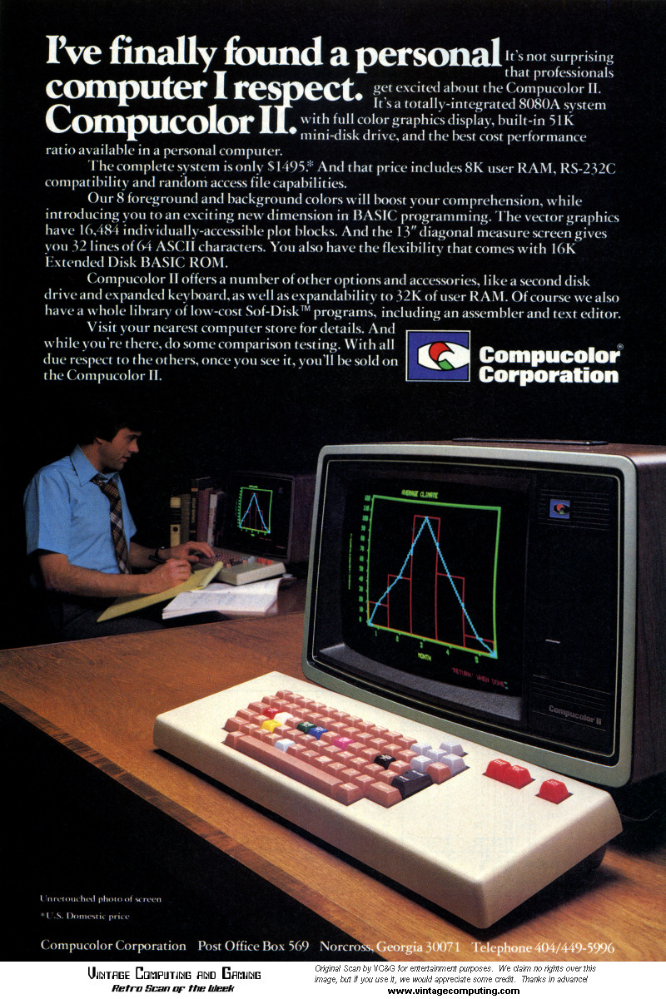 I've finally found a personal
computer I respect.
Compucolor II.
It's not surprising
that professionals
get excited about the Compucolor II.
It's a totally-integrated 8080A system
with full color graphics display, built-in 51K
mini-disk drive, and the best cost performance
ratio available in a personal computer.
The complete system is only $1495.* And that price includes 8K user RAM, RS-232C
compatibility and random access file capabilities.
Our 8 foreground and background colors will boost your comprehension, while
introducing you to an exciting new dimension in BASIC programming. The vector graphics
have 16,484 individually-accessible plot blocks. And the 13" diagonal measure screen gives
you 32 lines of 64 ASCII characters. You also have the flexibility that comes with 16K
Extended Disk BASIC ROM.
Compucolor II offers a number of other options and accessories, like a second disk
drive and expanded keyboard, as well as expandability to 32K of user RAM. Of course we also
have a whole library of low-cost Sof-Disk™ programs, including an assembler and text editor.
Visit your nearest computer store for details. And
while you're there, do some comparison testing. With all
due respect to the others, once you see it, you'll be sold on
the Compucolor II.
Compucolor®
Corporation
AVERAGE CLIMATE
1 2 3 4 5
MONTH
'RETURN' WHEN DONE
Compucolor II
Unretouched photo of screen
*U.S. Domestic price
Compucolor Corporation Post Office Box 569 Norcross, Georgia 30071 Telephone 404/449-5996
Vintage Computing and Gaming
Retro Scan of the Week
Original Scan by VC&G for entertainment purposes. We claim no rights over this
image, but if you use it, we would appreciate some credit. Thanks in advance!
www.vintagecomputing.com